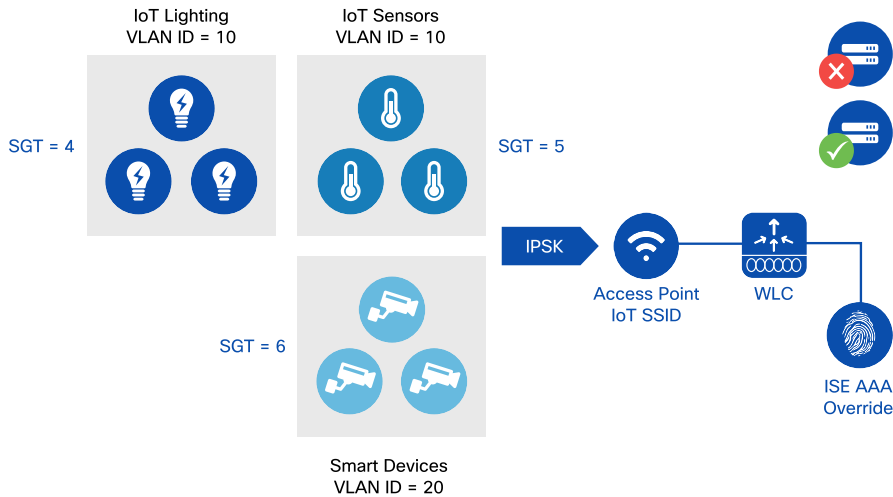 IoT Lighting
VLAN ID = 10
IoT Sensors
VLAN ID = 10
SGT = 4
SGT = 5
IPSK
Access Point
IoT SSID
WLC
SGT = 6
ISE AAA
Override
Smart Devices
VLAN ID = 20